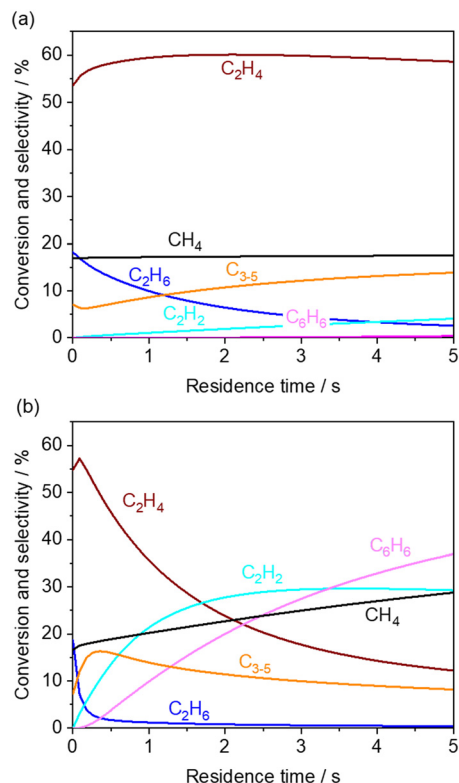 (a)
60
50
40
30
20
10
0
Conversion and selectivity / %
C₂H₄
CH₄
C₂H₆
C₃₋₅
C₂H₂
C₆H₆
0 1 2 3 4 5
Residence time / s
(b)
60
50
40
30
20
10
0
Conversion and selectivity / %
C₂H₄
C₆H₆
C₂H₂
CH₄
C₃₋₅
C₂H₆
0 1 2 3 4 5
Residence time / s